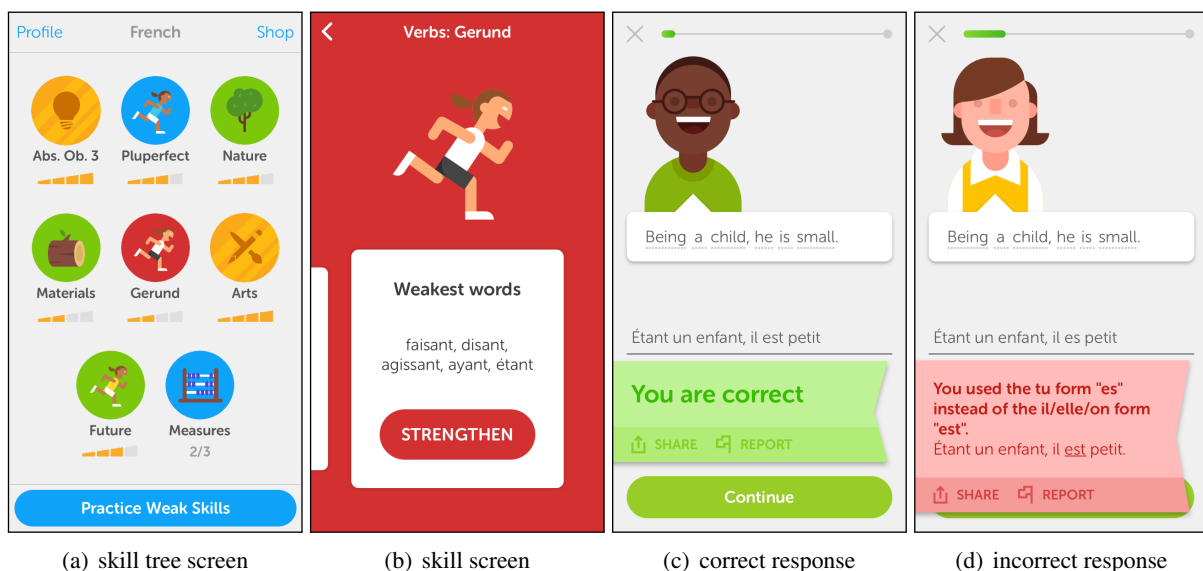 Profile French Shop
Abs. Ob. 3 Pluperfect Nature
Materials Gerund Arts
Future Measures
2/3
Practice Weak Skills
(a) skill tree screen
Verbs: Gerund
Weakest words
faisant, disant,
agissant, ayant, étant
STRENGTHEN
(b) skill screen
Being a child, he is small.
Étant un enfant, il est petit
You are correct
SHARE REPORT
Continue
(c) correct response
Being a child, he is small.
Étant un enfant, il es petit
You used the tu form "es"
instead of the il/elle/on form
"est".
Étant un enfant, il est petit.
SHARE REPORT
(d) incorrect response